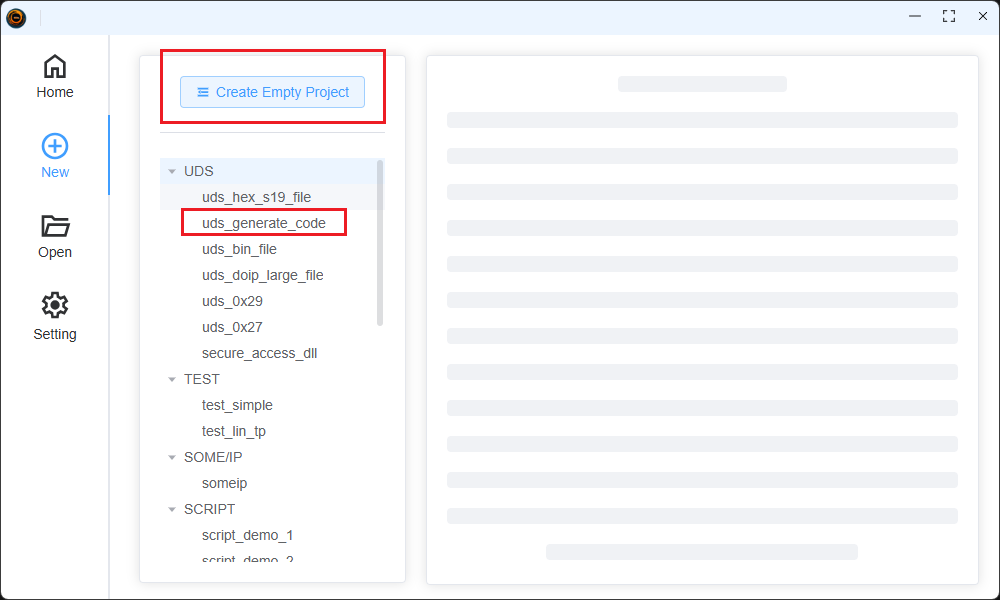 Home
New
Open
Setting
Create Empty Project
UDS
uds_hex_s19_file
uds_generate_code
uds_bin_file
uds_doip_large_file
uds_0x29
uds_0x27
secure_access_dll
TEST
test_simple
test_lin_tp
SOME/IP
someip
SCRIPT
script_demo_1
script_demo_2